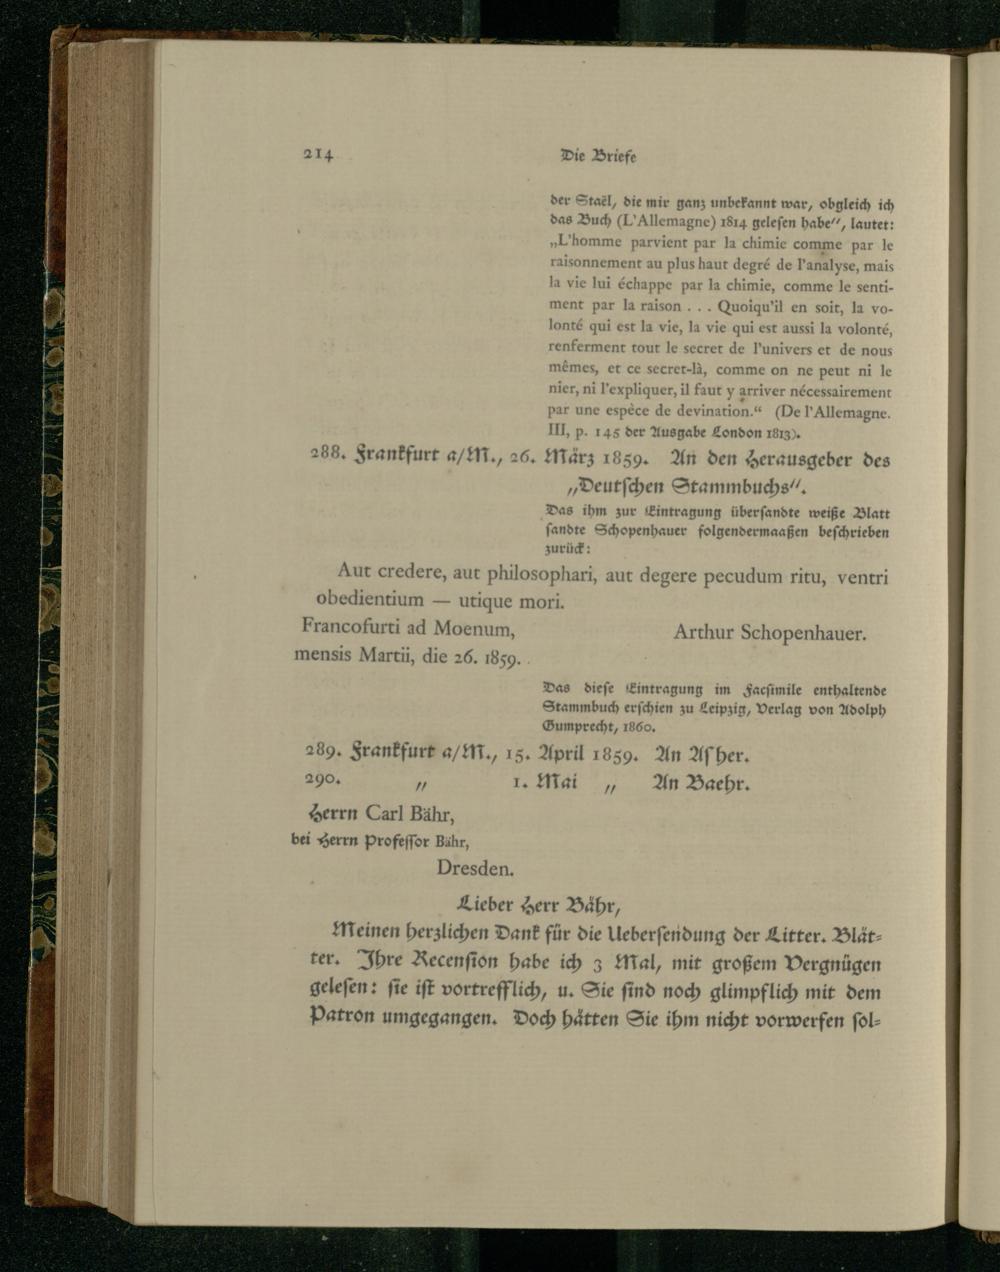 214
Die Briefe
der Staël, die mir ganz unbekannt war, obgleich ich
das Buch (L'Allemagne) 1814 gelesen habe“, lautet:
„L'homme parvient par la chimie comme par le
raisonnement au plus haut degré de l'analyse, mais
la vie lui échappe par la chimie, comme le senti-
ment par la raison . . . Quoiqu'il en soit, la vo-
lonté qui est la vie, la vie qui est aussi la volonté,
renferment tout le secret de l'univers et de nous
mêmes, et ce secret-là, comme on ne peut ni le
nier, ni l'expliquer, il faut y arriver nécessairement
par une espèce de devination.“ (De l'Allemagne.
III, p. 145 der Ausgabe London 1813).
288. Frankfurt a/M., 26. März 1859. An den Herausgeber des
„Deutschen Stammbuchs“.
Das ihm zur Eintragung übersandte weiße Blatt
sandte Schopenhauer folgendermaaßen beschrieben
zurück:
Aut credere, aut philosophari, aut degere pecudum ritu, ventri
obedientium — utique mori.
Francofurti ad Moenum, Arthur Schopenhauer.
mensis Martii, die 26. 1859.
Das diese Eintragung im Facsimile enthaltende
Stammbuch erschien zu Leipzig, Verlag von Adolph
Gumprecht, 1860.
289. Frankfurt a/M., 15. April 1859. An Asher.
290. „ 1. Mai „ An Baehr.
Herrn Carl Bähr,
bei Herrn Professor Bähr,
Dresden.
Lieber Herr Bähr,
Meinen herzlichen Dank für die Uebersendung der Litter. Blät-
ter. Ihre Recension habe ich 3 Mal, mit großem Vergnügen
gelesen: sie ist vortrefflich, u. Sie sind noch glimpflich mit dem
Patron umgegangen. Doch hätten Sie ihm nicht vorwerfen sol-